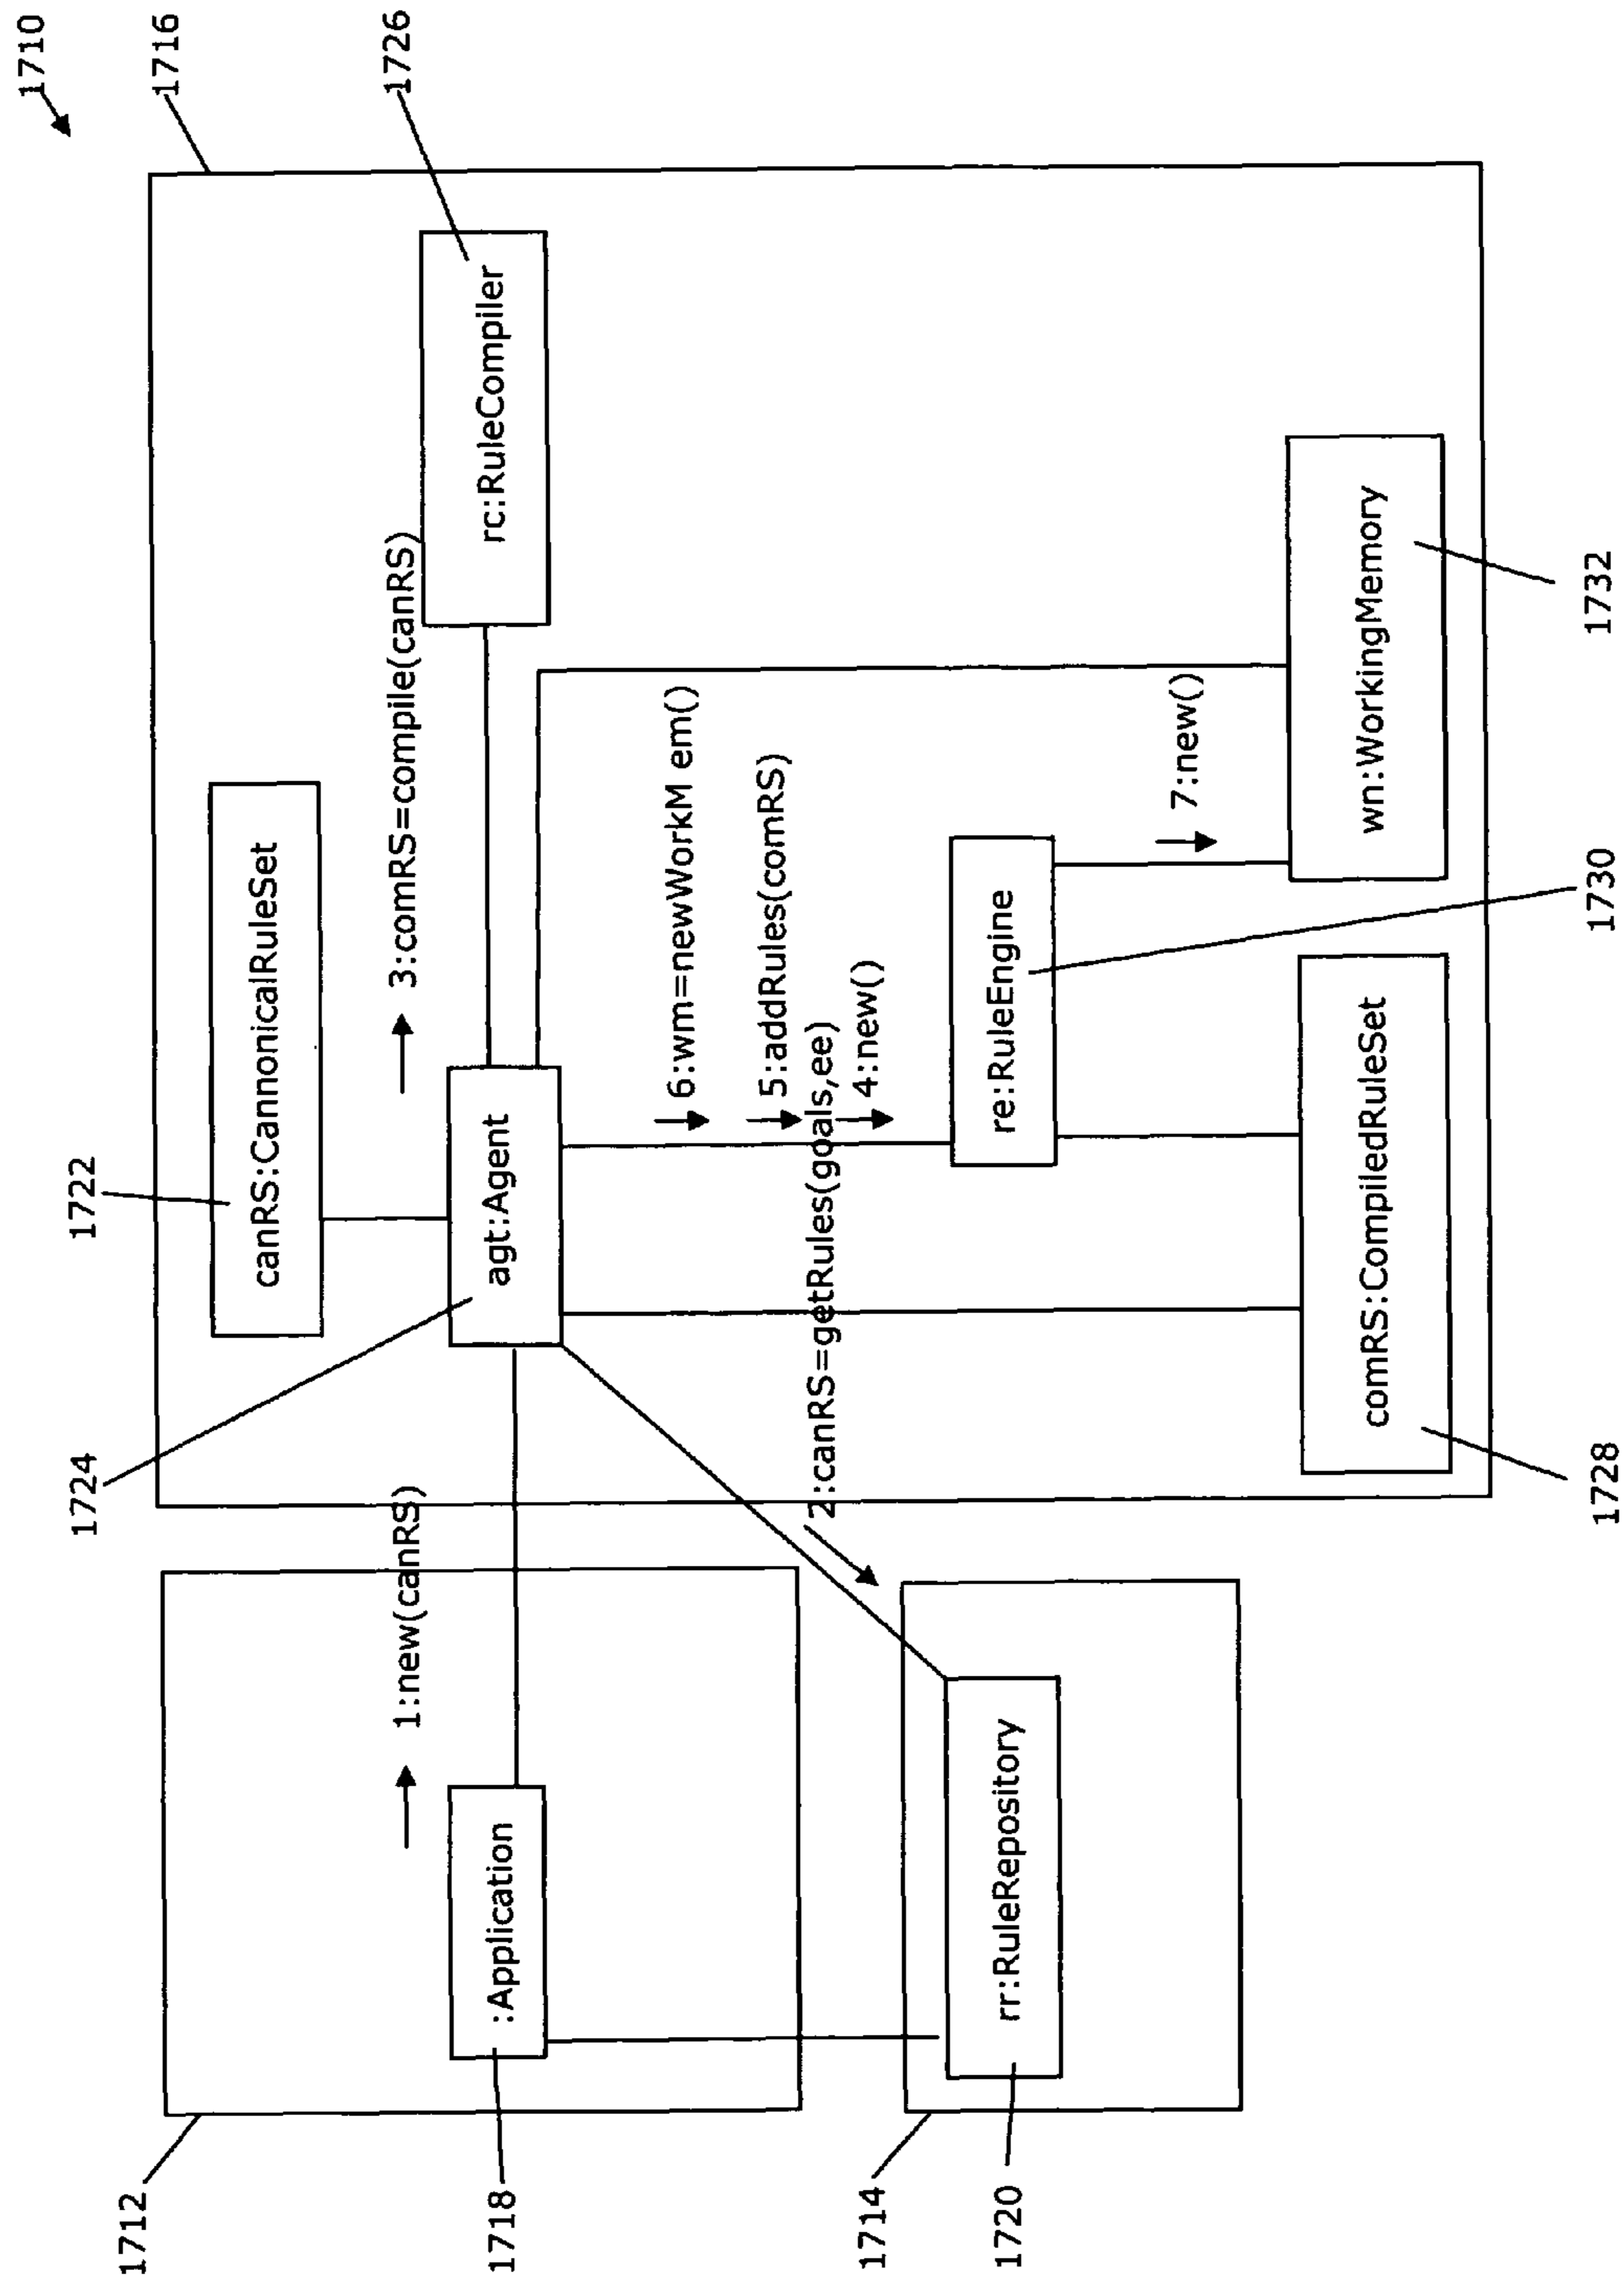 1710
1716
1726
1722
canRS:CannonicalRuleSet
rc:RuleCompiler
3:comRS=compile(canRS)
1724
agt:Agent
1:new(canRS)
:Application
1712
1718
6:wm=newWorkM em()
5:addRules(comRS)
2:canRS=getRules(goals,ee)
4:new()
re:RuleEngine
7:new()
rr:RuleRepository
1714
1720
wn:WorkingMemory
comRS:CompiledRuleSet
1728
1730
1732